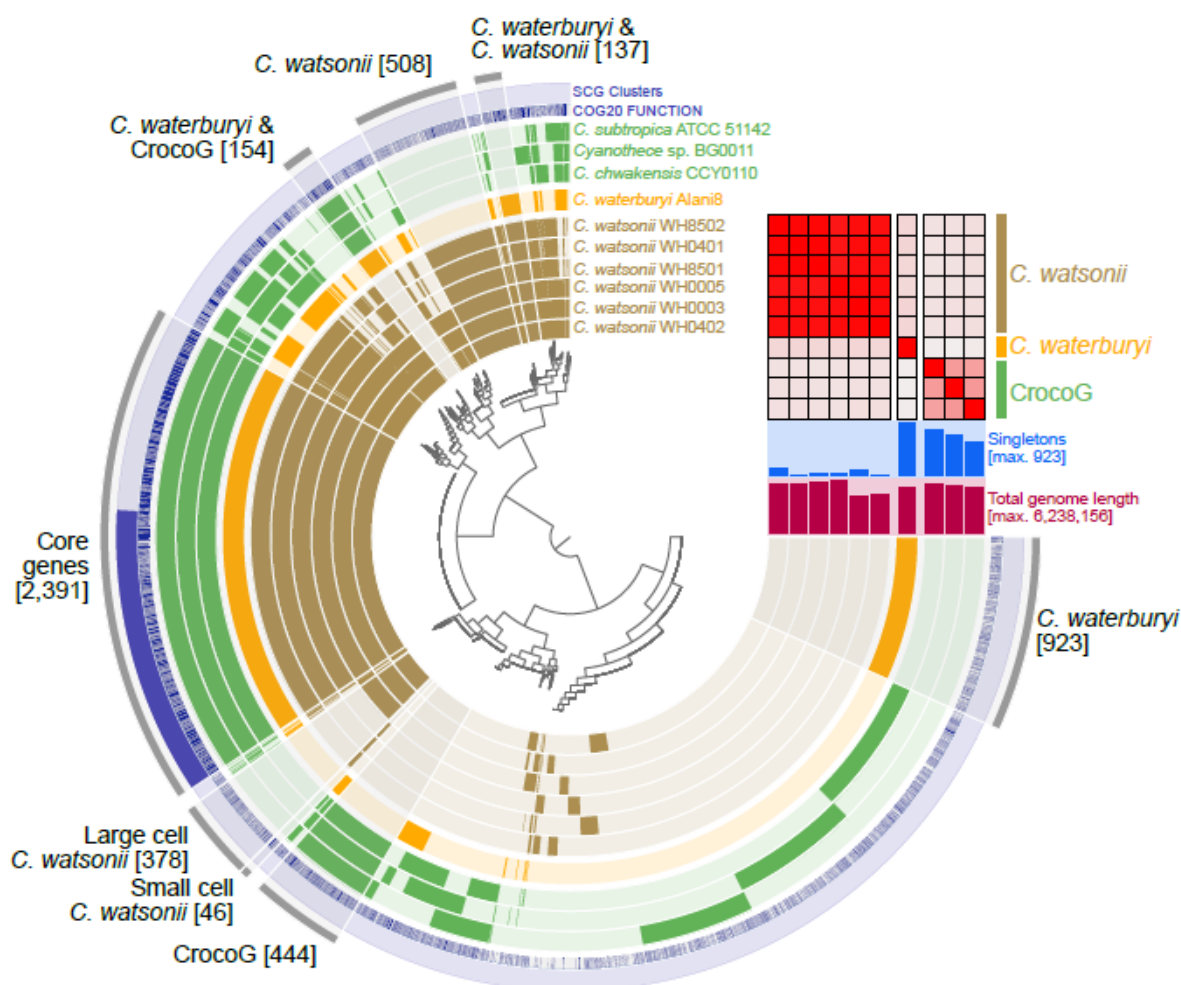 C. waterburyi &
C. watsonii [137]
C. watsonii [508]
C. waterburyi &
CrocoG [154]
SCG Clusters
COG20 FUNCTION
C. subtropica ATCC 51142
Cyanothece sp. BG0011
C. chwakensis CCY0110
C. waterburyi Alani8
C. watsonii WH8502
C. watsonii WH0401
C. watsonii WH8501
C. watsonii WH0005
C. watsonii WH0003
C. watsonii WH0402
C. watsonii
C. waterburyi
CrocoG
Singletons
[max. 923]
Total genome length
[max. 6,238,156]
Core
genes
[2,391]
C. waterburyi
[923]
Large cell
C. watsonii [378]
Small cell
C. watsonii [46]
CrocoG [444]